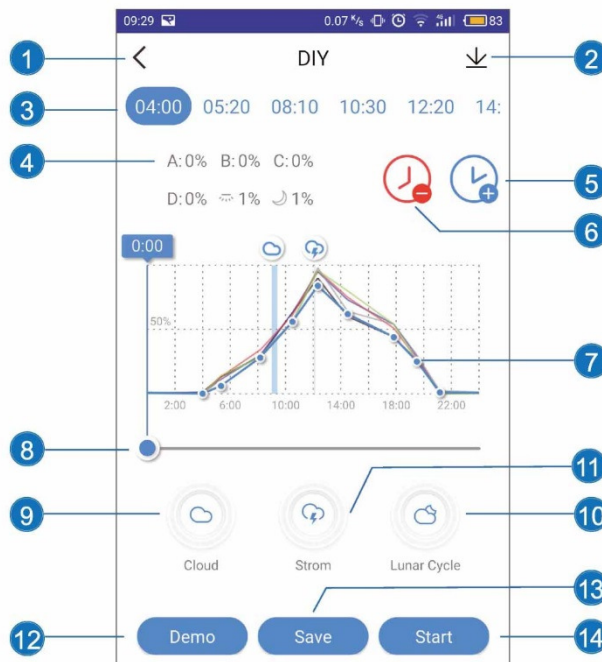 09:29 0.07 K/s 4G 83
1 DIY 2
3 04:00 05:20 08:10 10:30 12:20 14:
4 A:0% B:0% C:0%
5
D:0% 1% 1%
6
0:00
50%
7
2:00 6:00 10:00 14:00 18:00 22:00
8
11
9 10
Cloud Strom Lunar Cycle
13
12 Demo Save Start 14